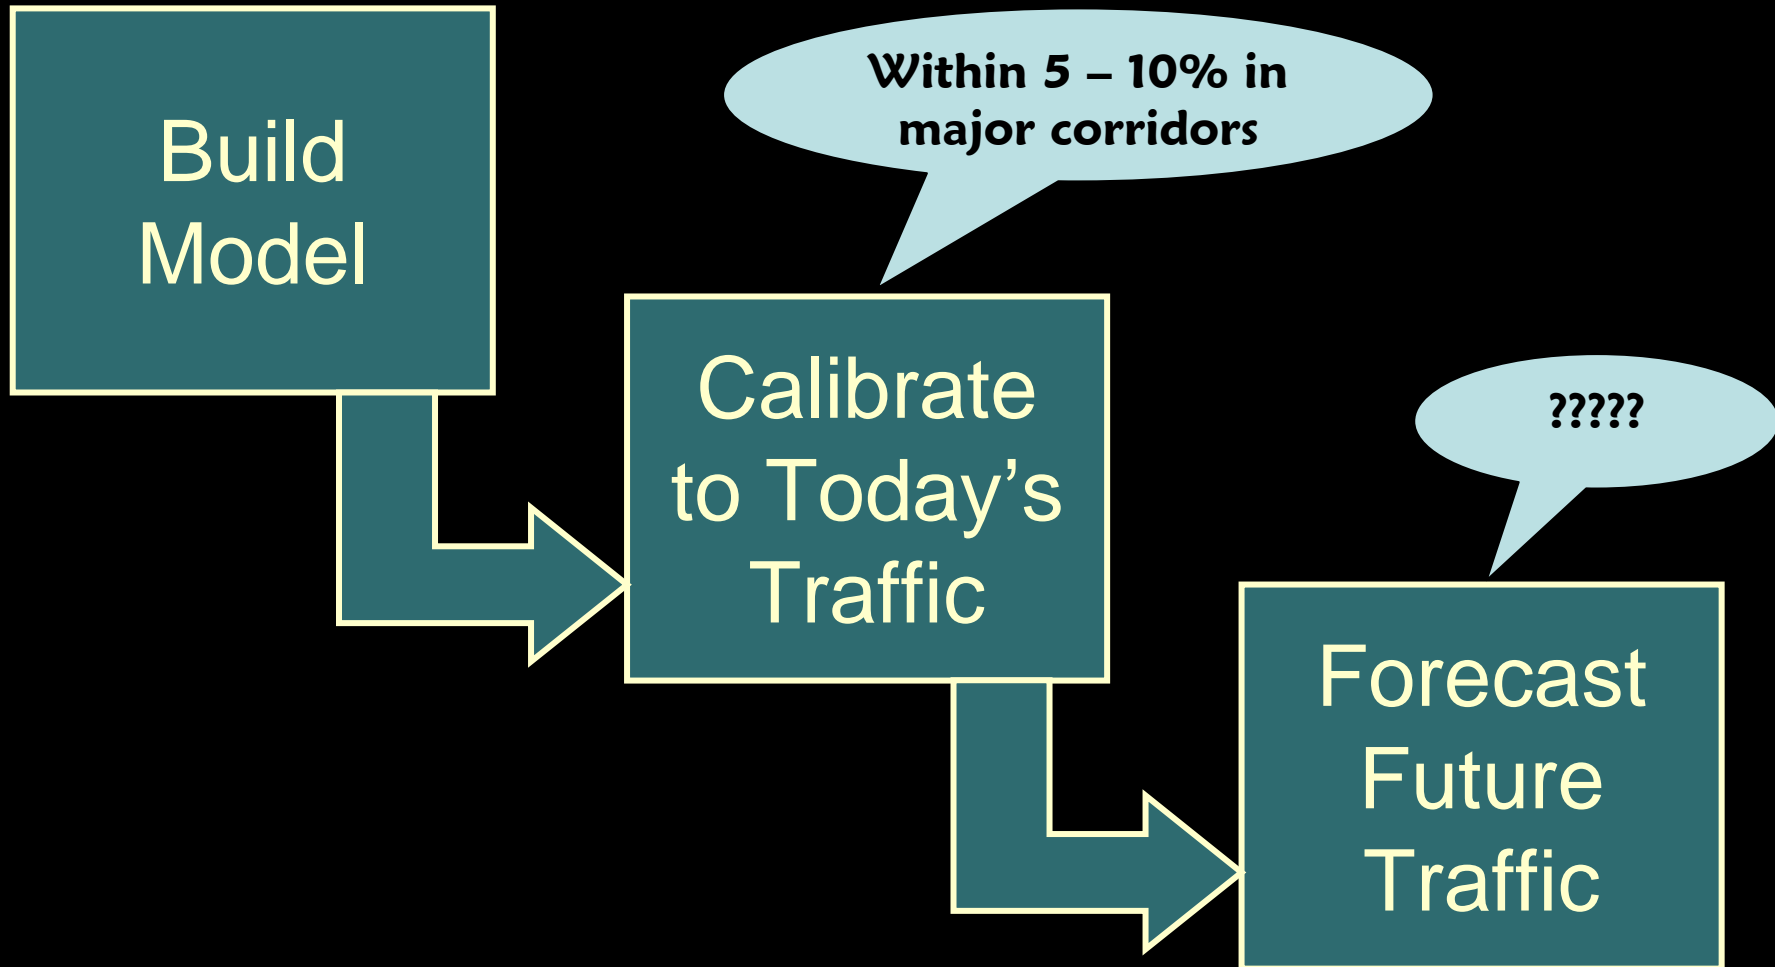 Build
Model
Within 5 – 10% in
major corridors
Calibrate
to Today’s
Traffic
?????
Forecast
Future
Traffic